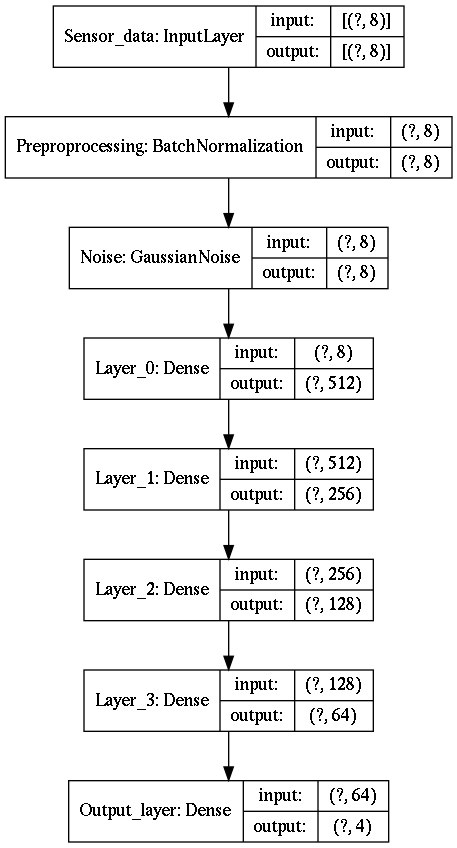 Sensor_data: InputLayer
input: [(?, 8)]
output: [(?, 8)]
Preproprocessing: BatchNormalization
input: (?, 8)
output: (?, 8)
Noise: GaussianNoise
input: (?, 8)
output: (?, 8)
Layer_0: Dense
input: (?, 8)
output: (?, 512)
Layer_1: Dense
input: (?, 512)
output: (?, 256)
Layer_2: Dense
input: (?, 256)
output: (?, 128)
Layer_3: Dense
input: (?, 128)
output: (?, 64)
Output_layer: Dense
input: (?, 64)
output: (?, 4)